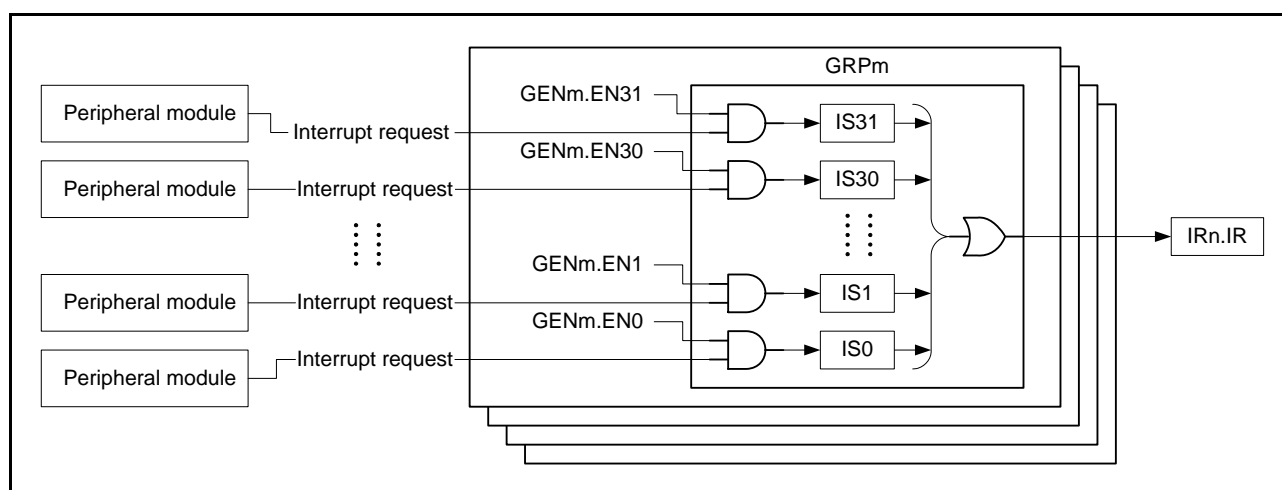 GRPm
GENm.EN31
Peripheral module
Interrupt request
IS31
GENm.EN30
Peripheral module
Interrupt request
IS30
IRn.IR
GENm.EN1
Peripheral module
Interrupt request
IS1
GENm.EN0
Peripheral module
Interrupt request
IS0